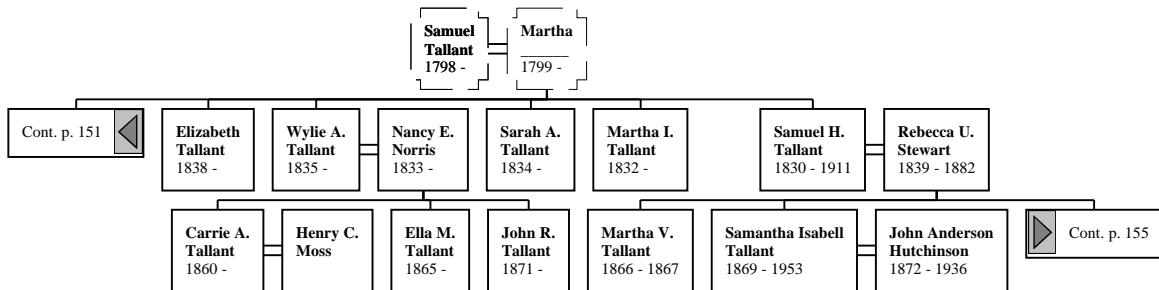 Samuel
Tallant
1798 -
Martha
______
1799 -
Cont. p. 151
Elizabeth
Tallant
1838 -
Wylie A.
Tallant
1835 -
Nancy E.
Norris
1833 -
Sarah A.
Tallant
1834 -
Martha I.
Tallant
1832 -
Samuel H.
Tallant
1830 - 1911
Rebecca U.
Stewart
1839 - 1882
Carrie A.
Tallant
1860 -
Henry C.
Moss
Ella M.
Tallant
1865 -
John R.
Tallant
1871 -
Martha V.
Tallant
1866 - 1867
Samantha Isabell
Tallant
1869 - 1953
John Anderson
Hutchinson
1872 - 1936
Cont. p. 155